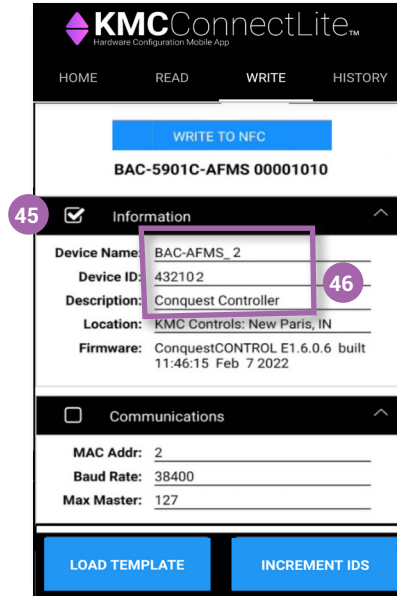 KMCConnectLite™
Hardware Configuration Mobile App
HOME READ WRITE HISTORY
WRITE TO NFC
BAC-5901C-AFMS 00001010
45 Information
Device Name: BAC-AFMS_ 2
Device ID: 432102
46
Description: Conquest Controller
Location: KMC Controls: New Paris, IN
Firmware: ConquestCONTROL E1.6.0.6 built
11:46:15 Feb 7 2022
Communications
MAC Addr: 2
Baud Rate: 38400
Max Master: 127
LOAD TEMPLATE INCREMENT IDS